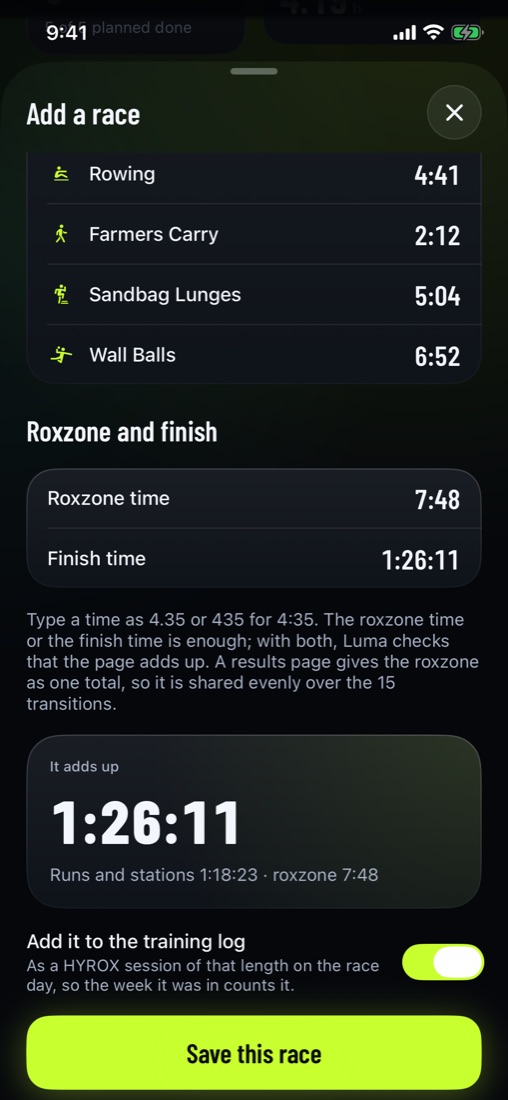 9:41
5 of 5 planned done
Add a race
Rowing 4:41
Farmers Carry 2:12
Sandbag Lunges 5:04
Wall Balls 6:52
Roxzone and finish
Roxzone time 7:48
Finish time 1:26:11
Type a time as 4.35 or 435 for 4:35. The roxzone time
or the finish time is enough; with both, Luma checks
that the page adds up. A results page gives the roxzone
as one total, so it is shared evenly over the 15
transitions.
It adds up
1:26:11
Runs and stations 1:18:23 · roxzone 7:48
Add it to the training log
As a HYROX session of that length on the race
day, so the week it was in counts it.
Save this race